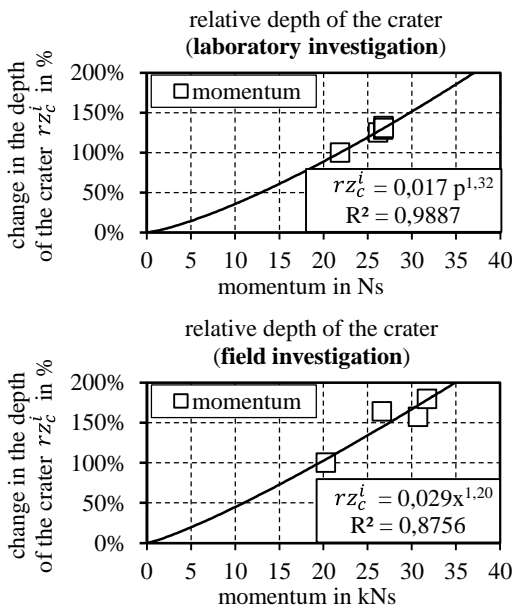 relative depth of the crater
(laboratory investigation)
change in the depth
of the crater rz_c^i in %
200%
150%
100%
50%
0%
momentum
rz_c^i = 0,017 p^1,32
R² = 0,9887
0 5 10 15 20 25 30 35 40
momentum in Ns
relative depth of the crater
(field investigation)
change in the depth
of the crater rz_c^i in %
200%
150%
100%
50%
0%
momentum
rz_c^i = 0,029x^1,20
R² = 0,8756
0 5 10 15 20 25 30 35 40
momentum in kNs